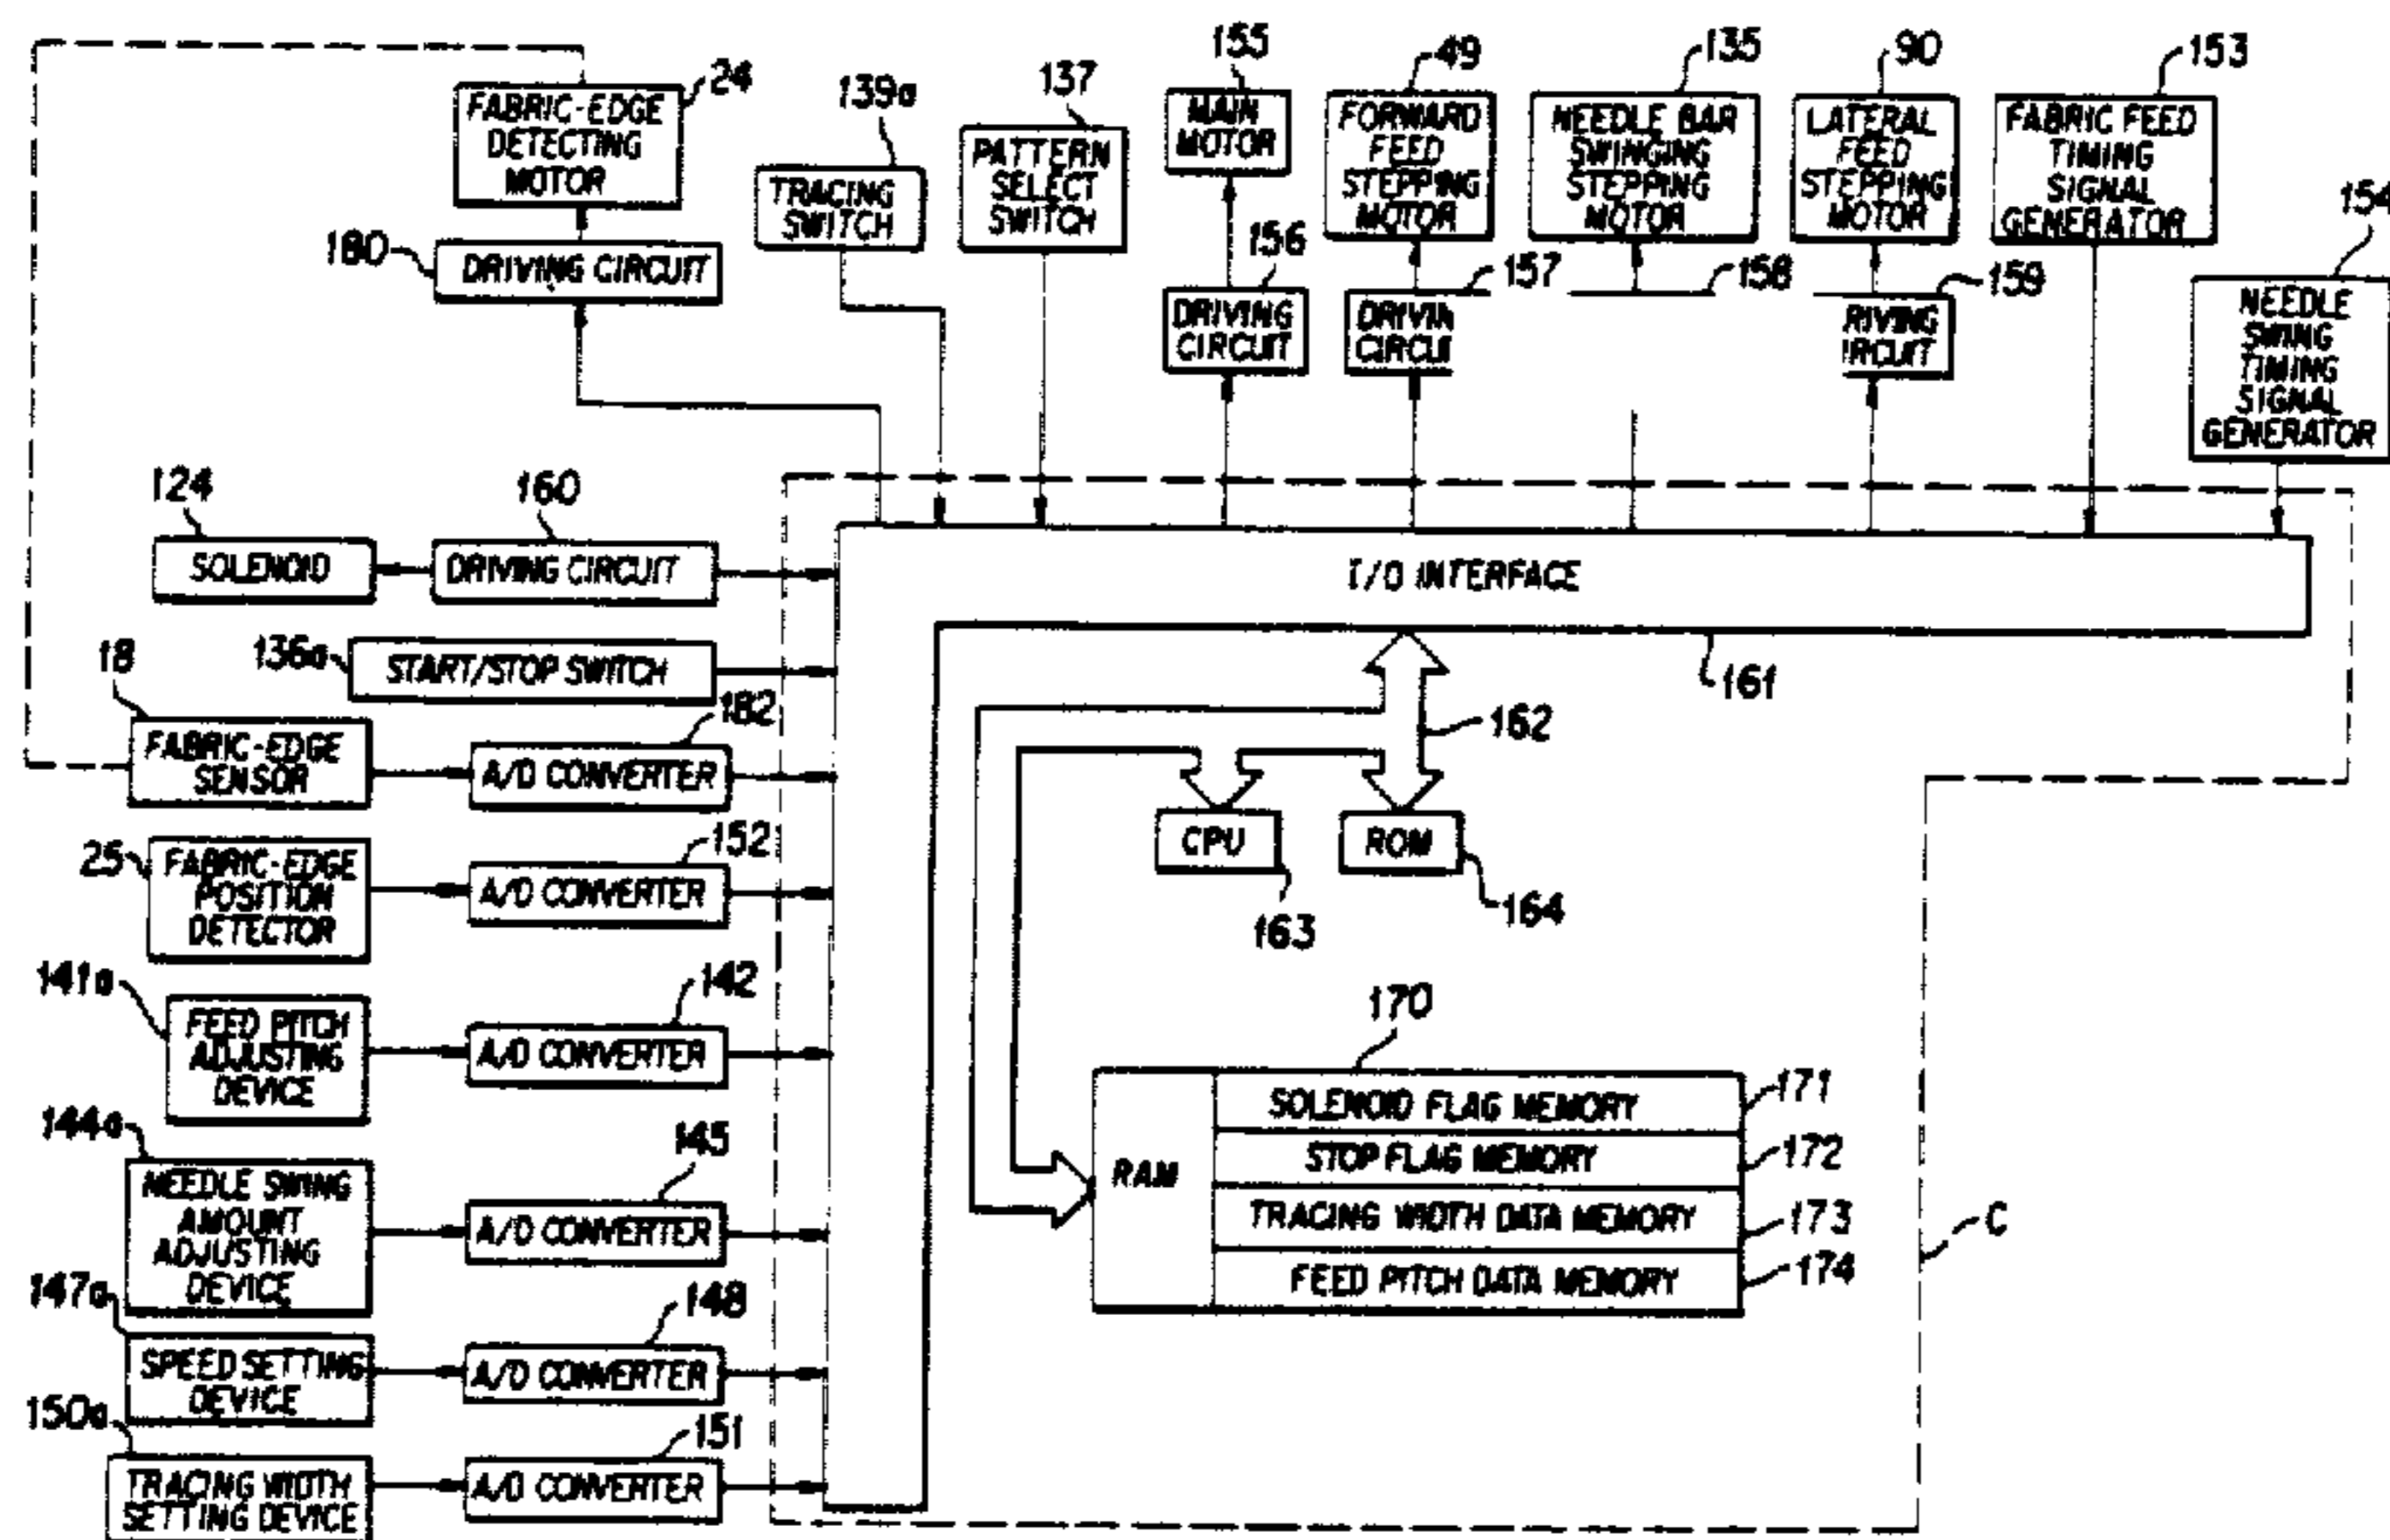 24
FABRIC-EDGE
DETECTING
MOTOR
180
DRIVING CIRCUIT
139a
TRACING
SWITCH
137
PATTERN
SELECT
SWITCH
155
MAIN
MOTOR
156
DRIVING
CIRCUIT
49
FORWARD
FEED
STEPPING
MOTOR
157
DRIVIN
CIRCUI
135
NEEDLE BAR
SWINGING
STEPPING
MOTOR
158
90
LATERAL
FEED
STEPPING
MOTOR
159
RIVING
IRCUIT
153
FABRIC FEED
TIMING
SIGNAL
GENERATOR
154
NEEDLE
SWING
TIMING
SIGNAL
GENERATOR
124
SOLENOID
160
DRIVING CIRCUIT
I/O INTERFACE
161
136a
START/STOP SWITCH
18
FABRIC-EDGE
SENSOR
182
A/D CONVERTER
162
25
FABRIC-EDGE
POSITION
DETECTOR
152
A/D CONVERTER
CPU
163
ROM
164
141a
FEED PITCH
ADJUSTING
DEVICE
142
A/D CONVERTER
170
RAM
SOLENOID FLAG MEMORY
171
STOP FLAG MEMORY
172
TRACING WIDTH DATA MEMORY
173
FEED PITCH DATA MEMORY
174
C
144a
NEEDLE SWING
AMOUNT
ADJUSTING
DEVICE
145
A/D CONVERTER
147a
SPEED SETTING
DEVICE
148
A/D CONVERTER
150a
TRACING WIDTH
SETTING DEVICE
151
A/D CONVERTER